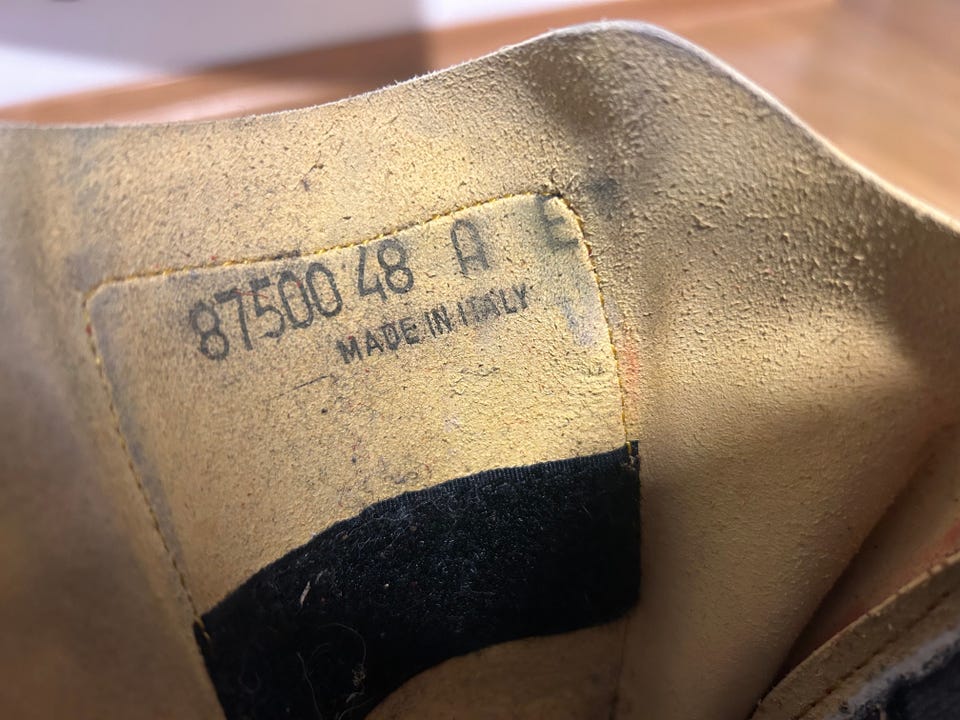 87500 48 A E
MADE IN ITALY